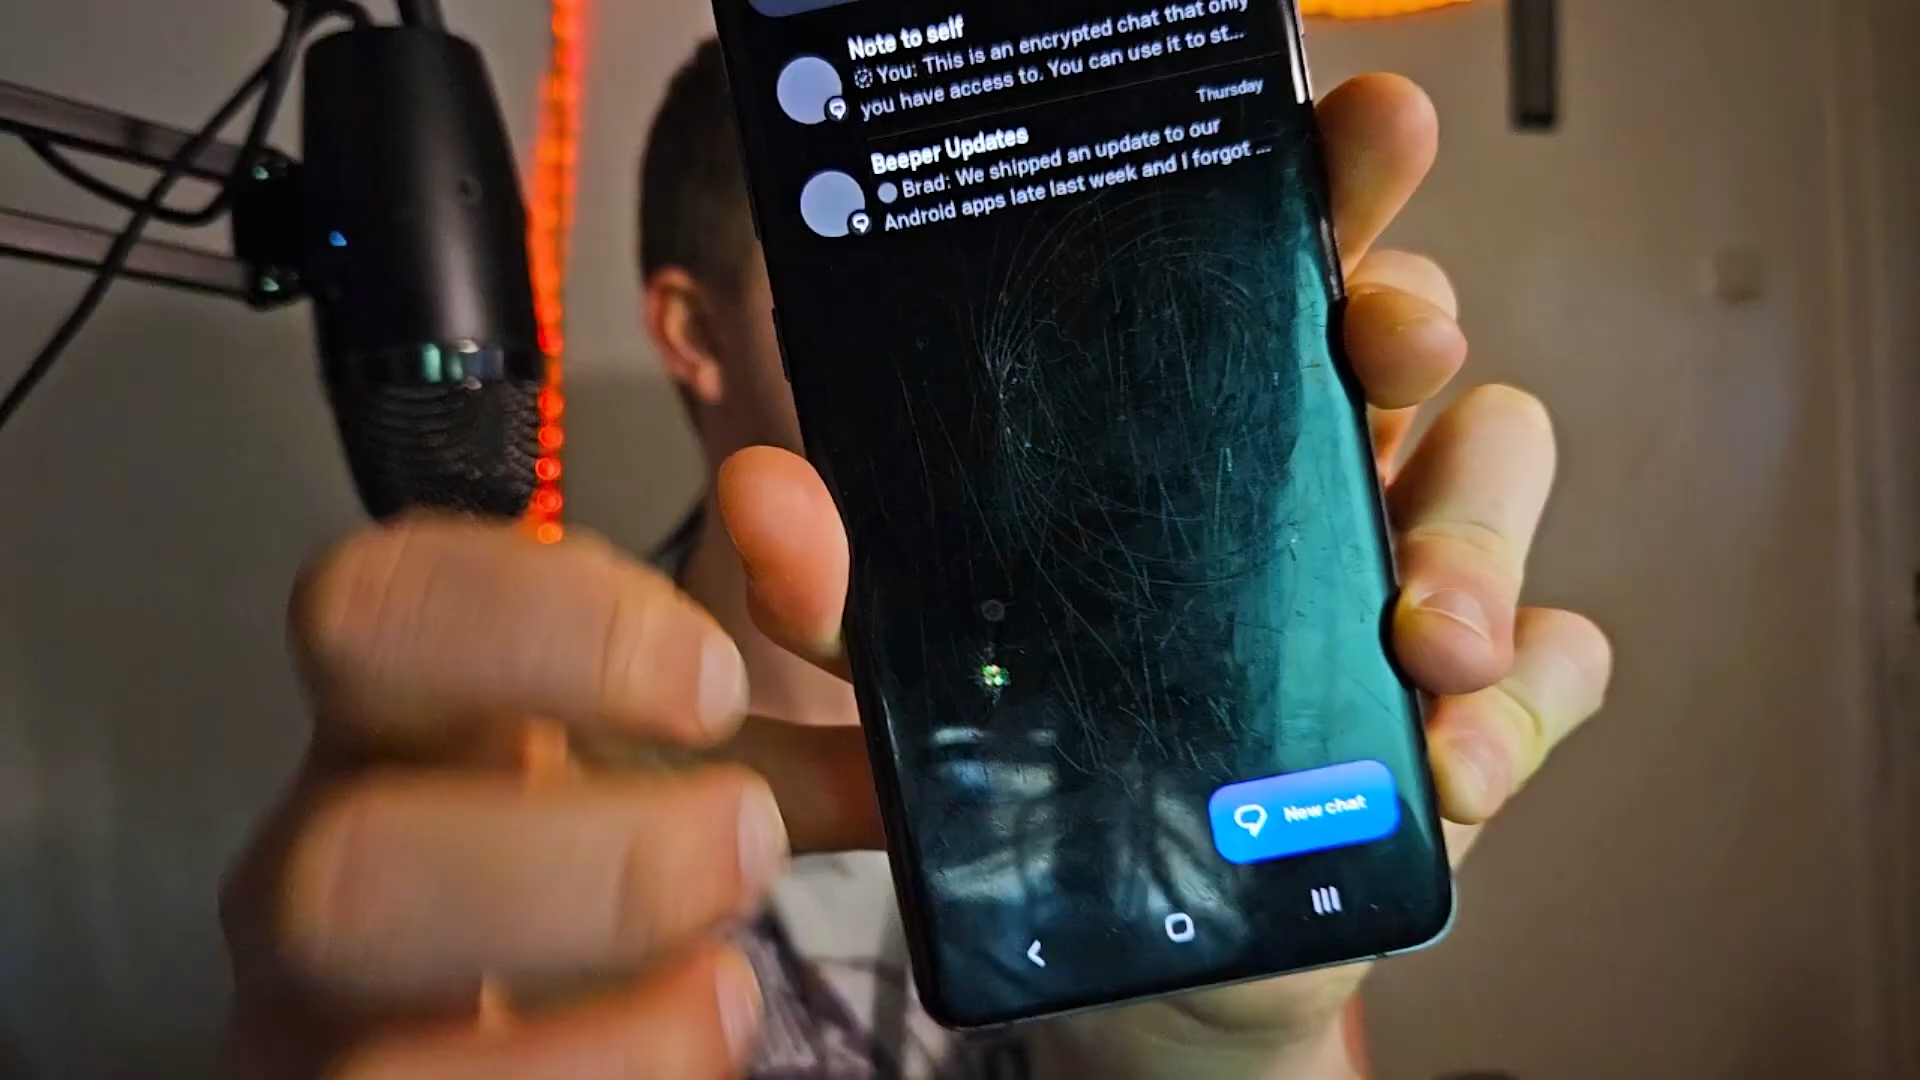 Note to self
You: This is an encrypted chat that only
you have access to. You can use it to st...
Thursday
Beeper Updates
Brad: We shipped an update to our
Android apps late last week and I forgot ...
New chat